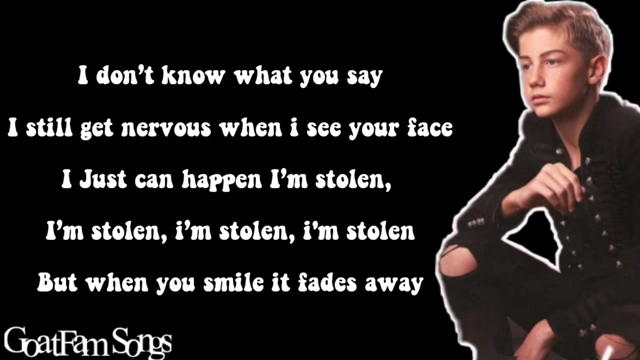 I don't know what you say
I still get nervous when i see your face
I Just can happen I'm stolen,
I'm stolen, i'm stolen, i'm stolen
But when you smile it fades away
GoatFam Songs